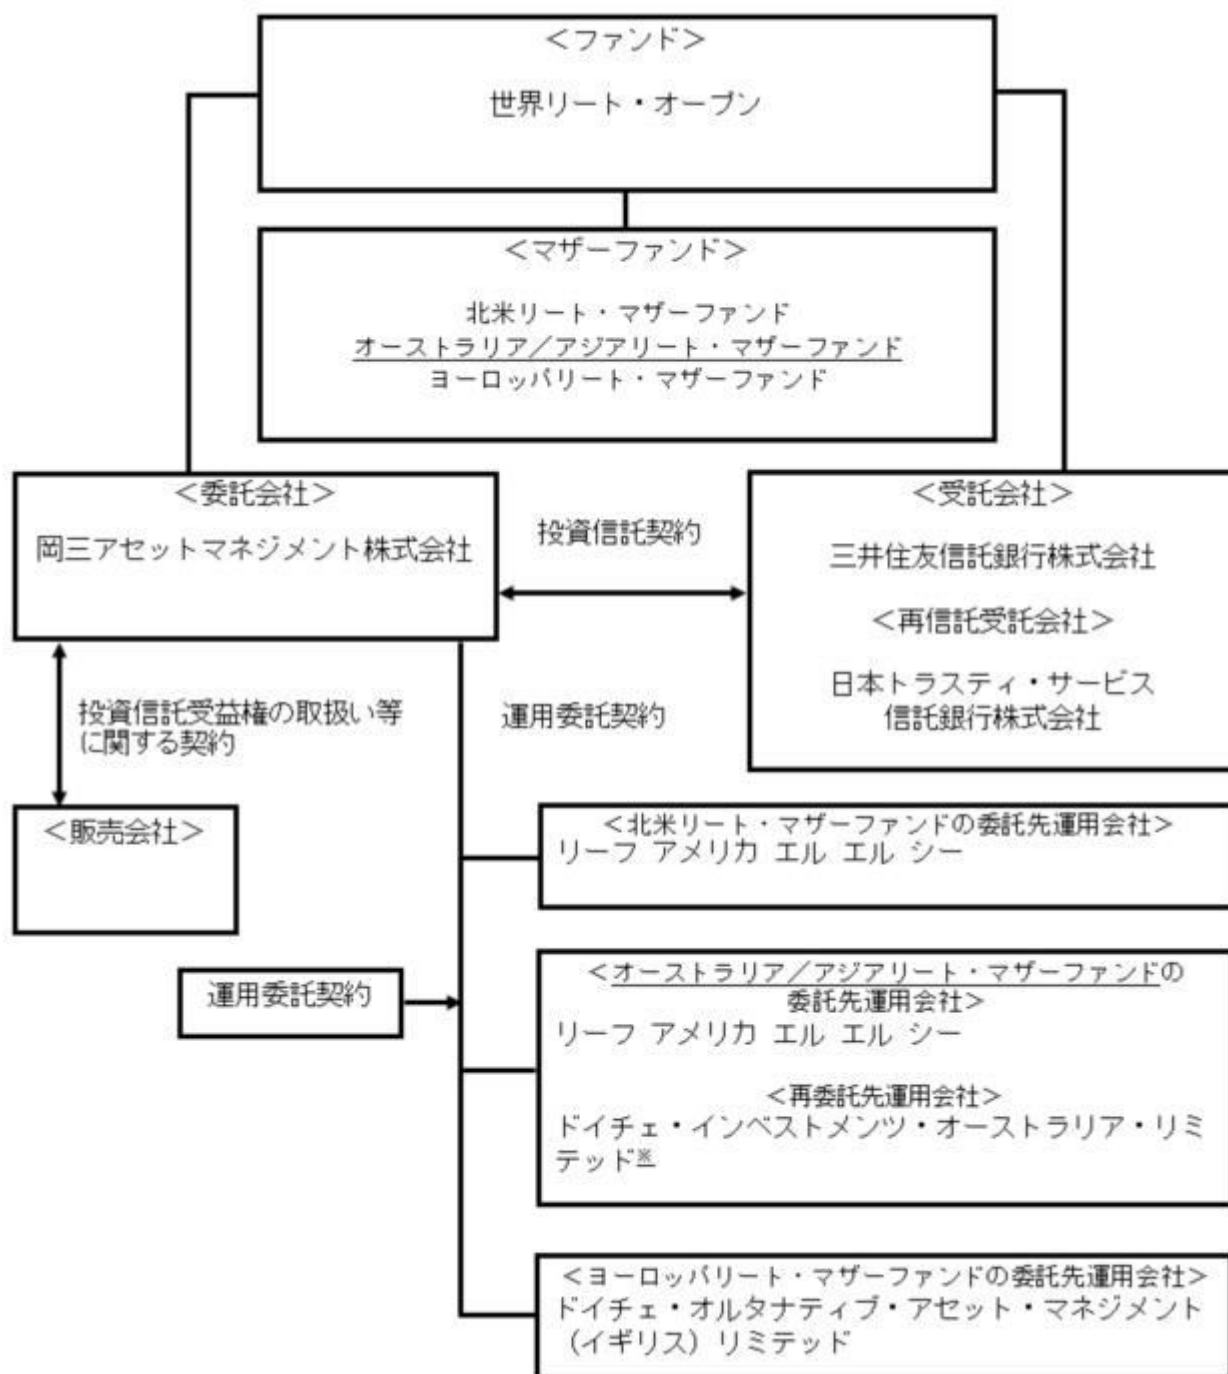 ＜ファンド＞
世界リート・オープン
＜マザーファンド＞
北米リート・マザーファンド
オーストラリア／アジアリート・マザーファンド
ヨーロッパリート・マザーファンド
＜委託会社＞
岡三アセットマネジメント株式会社
投資信託契約
＜受託会社＞
三井住友信託銀行株式会社
＜再信託受託会社＞
日本トラスティ・サービス
信託銀行株式会社
投資信託受益権の取扱い等
に関する契約
運用委託契約
＜販売会社＞
＜北米リート・マザーファンドの委託先運用会社＞
リーフ アメリカ エル エル シー
運用委託契約
＜オーストラリア／アジアリート・マザーファンドの
委託先運用会社＞
リーフ アメリカ エル エル シー
＜再委託先運用会社＞
ドイチェ・インベストメンツ・オーストラリア・リミ
テッド※
＜ヨーロッパリート・マザーファンドの委託先運用会社＞
ドイチェ・オルタナティブ・アセット・マネジメント
（イギリス）リミテッド